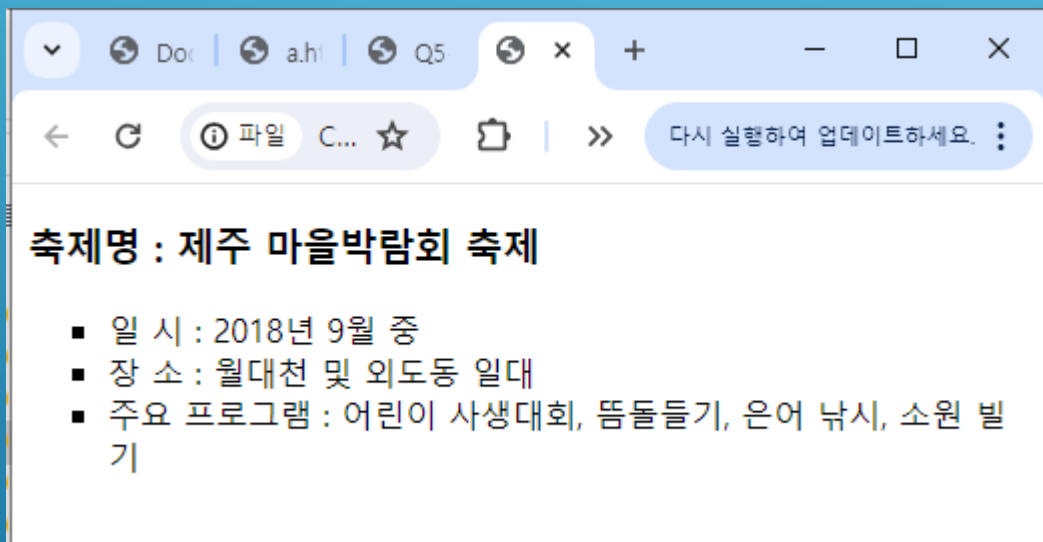 Doc
a.ht
Q5-
파일
C...
다시 실행하여 업데이트하세요.
축제명 : 제주 마을박람회 축제
일 시 : 2018년 9월 중
장 소 : 월대천 및 외도동 일대
주요 프로그램 : 어린이 사생대회, 뜸돌들기, 은어 낚시, 소원 빌
기